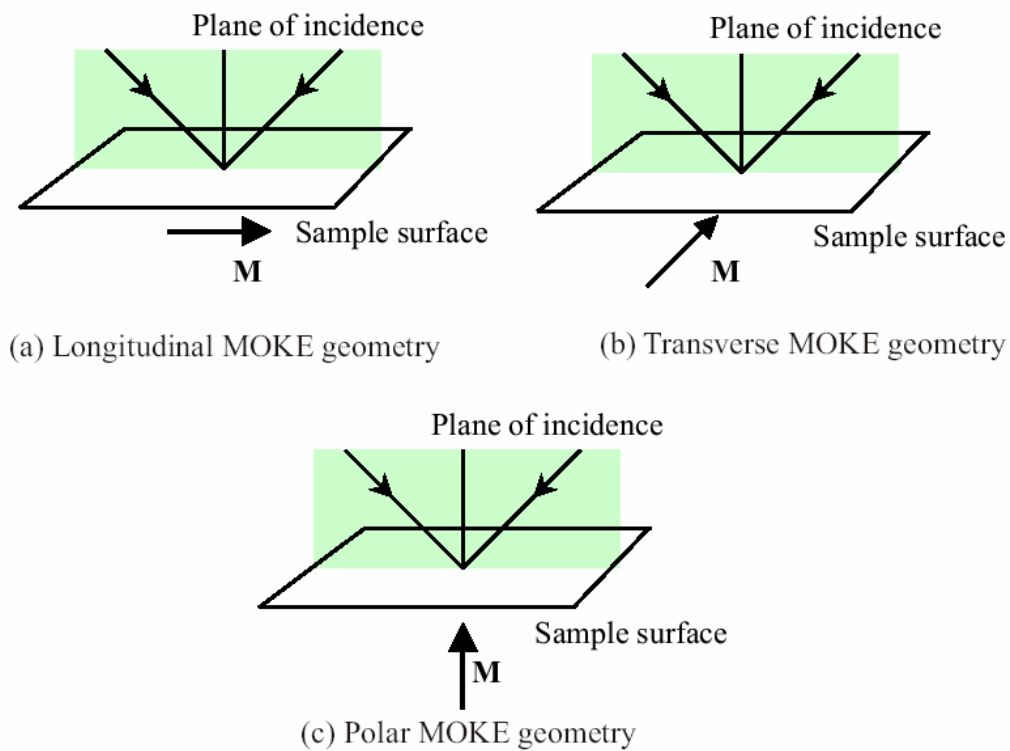 Plane of incidence
Sample surface
M
(a) Longitudinal MOKE geometry
Plane of incidence
Sample surface
M
(b) Transverse MOKE geometry
Plane of incidence
Sample surface
M
(c) Polar MOKE geometry